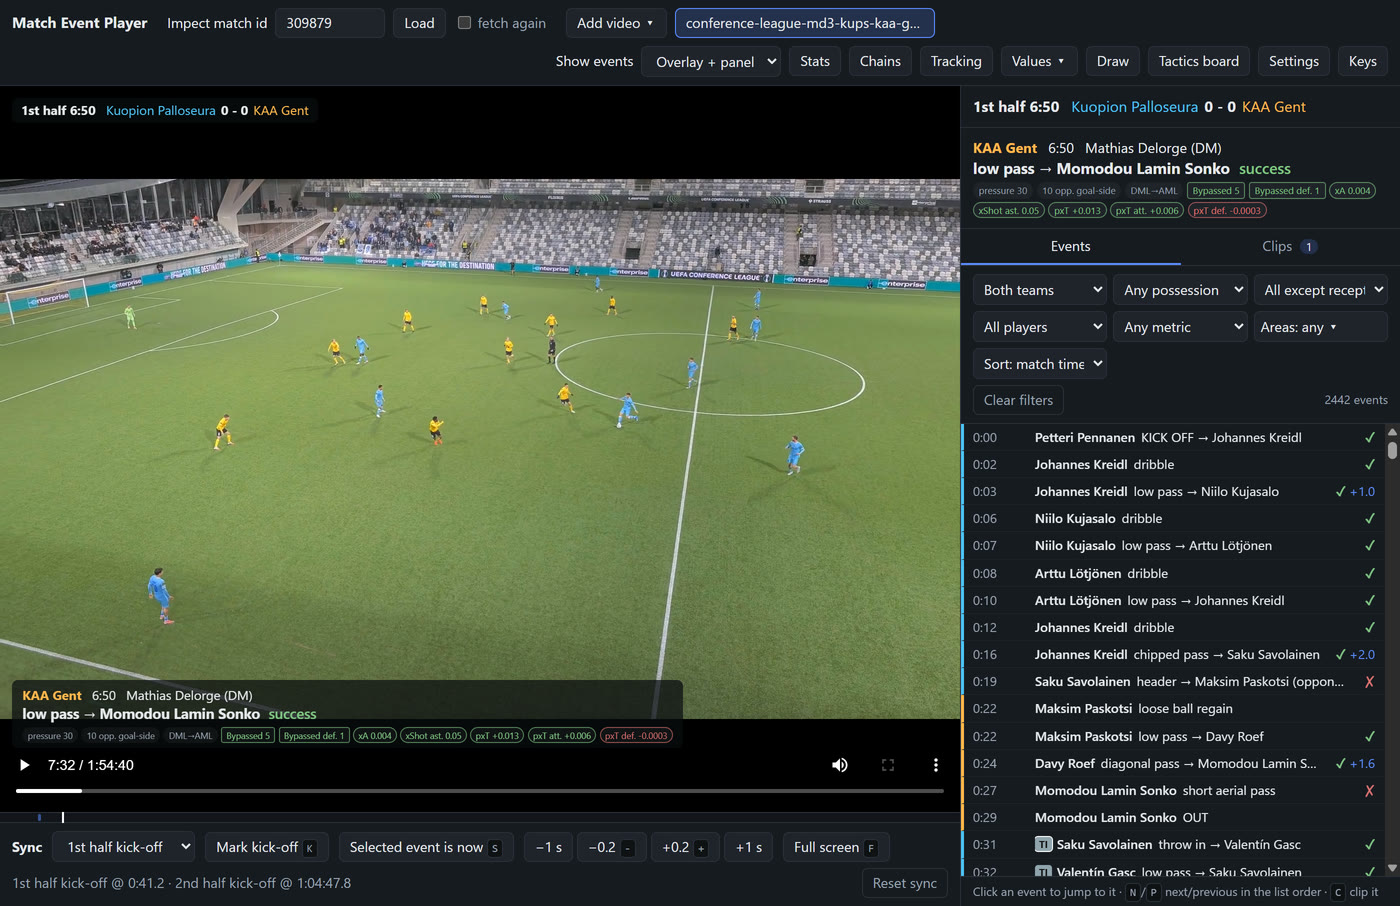 Match Event Player Impect match id 309879 Load fetch again Add video ▾ conference-league-md3-kups-kaa-g...
Show events Overlay + panel Stats Chains Tracking Values ▾ Draw Tactics board Settings Keys
1st half 6:50 Kuopion Palloseura 0 - 0 KAA Gent
enterprise
UEFA CONFERENCE LEAGUE
enterprise
KAA Gent 6:50 Mathias Delorge (DM)
low pass → Momodou Lamin Sonko success
pressure 30 10 opp. goal-side DML→AML Bypassed 5 Bypassed def. 1 xA 0.004 xShot ast. 0.05 pxT +0.013 pxT att. +0.006 pxT def. -0.0003
7:32 / 1:54:40
Sync 1st half kick-off Mark kick-off K Selected event is now S −1 s −0.2 - +0.2 + +1 s Full screen F
1st half kick-off @ 0:41.2 · 2nd half kick-off @ 1:04:47.8 Reset sync
1st half 6:50 Kuopion Palloseura 0 - 0 KAA Gent
KAA Gent 6:50 Mathias Delorge (DM)
low pass → Momodou Lamin Sonko success
pressure 30 10 opp. goal-side DML→AML Bypassed 5 Bypassed def. 1 xA 0.004
xShot ast. 0.05 pxT +0.013 pxT att. +0.006 pxT def. -0.0003
Events Clips 1
Both teams Any possession All except recept
All players Any metric Areas: any ▾
Sort: match time
Clear filters 2442 events
0:00 Petteri Pennanen KICK OFF → Johannes Kreidl ✓
0:02 Johannes Kreidl dribble ✓
0:03 Johannes Kreidl low pass → Niilo Kujasalo ✓ +1.0
0:06 Niilo Kujasalo dribble ✓
0:07 Niilo Kujasalo low pass → Arttu Lötjönen ✓
0:08 Arttu Lötjönen dribble ✓
0:10 Arttu Lötjönen low pass → Johannes Kreidl ✓
0:12 Johannes Kreidl dribble ✓
0:16 Johannes Kreidl chipped pass → Saku Savolainen ✓ +2.0
0:19 Saku Savolainen header → Maksim Paskotsi (oppon... ✗
0:22 Maksim Paskotsi loose ball regain
0:22 Maksim Paskotsi low pass → Davy Roef ✓
0:24 Davy Roef diagonal pass → Momodou Lamin S... ✓ +1.6
0:27 Momodou Lamin Sonko short aerial pass ✗
0:29 Momodou Lamin Sonko OUT
0:31 TI Saku Savolainen throw in → Valentín Gasc ✓
0:32 TI Valentín Gasc low pass → Saku Savolainen ✓
Click an event to jump to it · N / P next/previous in the list order · C clip it